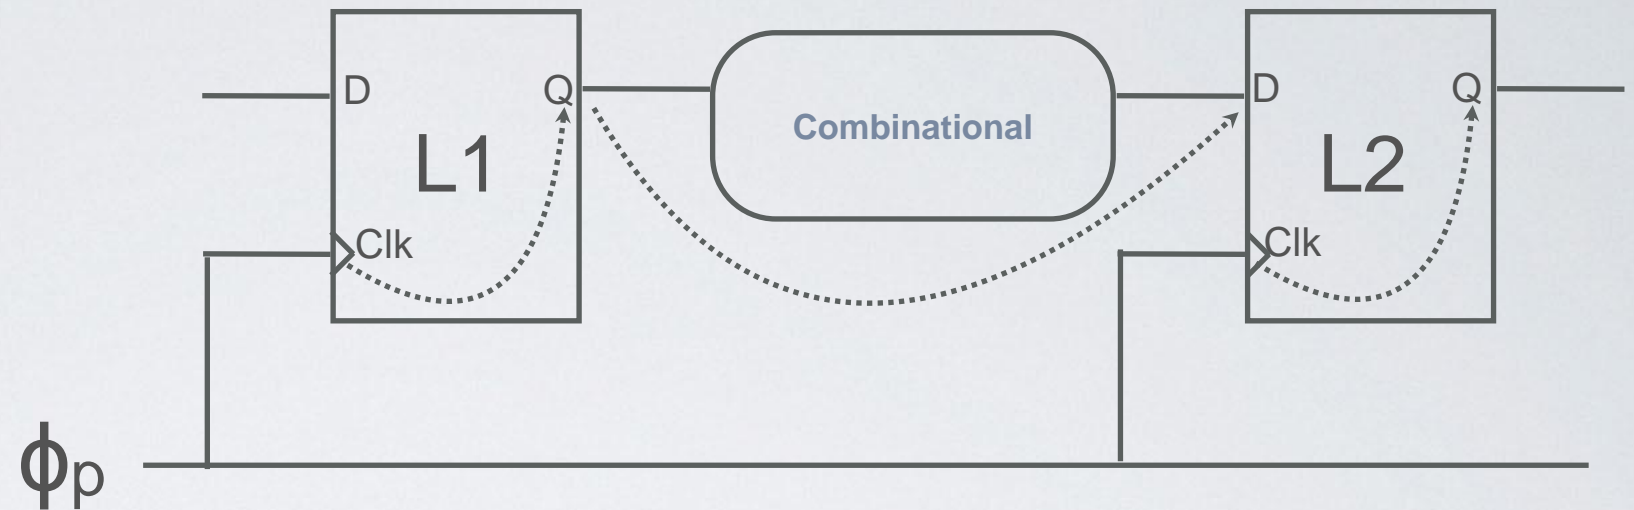 D
Q
L1
Clk
Combinational
D
Q
L2
Clk
ϕp